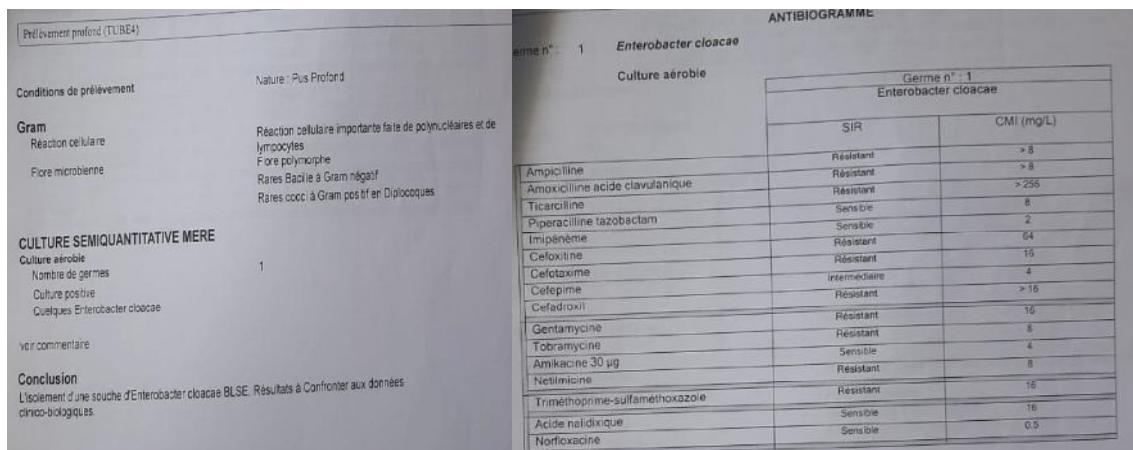 Prélèvement profond (TUBE4)
Conditions de prélèvement Nature : Pus Profond
Gram
Réaction cellulaire Réaction cellulaire importante faite de polynucléaires et de
lympocytes
Flore microbienne Flore polymorphe
Rares Bacille à Gram négatif
Rares cocci à Gram positif en Diplocoques
CULTURE SEMIQUANTITATIVE MERE
Culture aérobie
Nombre de germes 1
Culture positive
Quelques Enterobacter cloacae
voir commentaire
Conclusion
L'isolement d'une souche d'Enterobacter cloacae BLSE. Résultats à Confronter aux données
clinico-biologiques.
ANTIBIOGRAMME
erme n° : 1 Enterobacter cloacae
Culture aérobie Germe n° : 1
Enterobacter cloacae
SIR CMI (mg/L)
Ampicilline Résistant > 8
Amoxicilline acide clavulanique Résistant > 8
Ticarcilline Résistant > 256
Piperacilline tazobactam Sensible 8
Imipénème Sensible 2
Cefoxitine Résistant 64
Cefotaxime Résistant 16
Cefepime Intermédiaire 4
Cefadroxil Résistant > 16
Gentamycine Résistant 16
Tobramycine Résistant 8
Amikacine 30 µg Sensible 4
Netilmicine Résistant 8
Triméthoprime-sulfaméthoxazole Résistant 16
Acide nalidixique Sensible 16
Norfloxacine Sensible 0.5